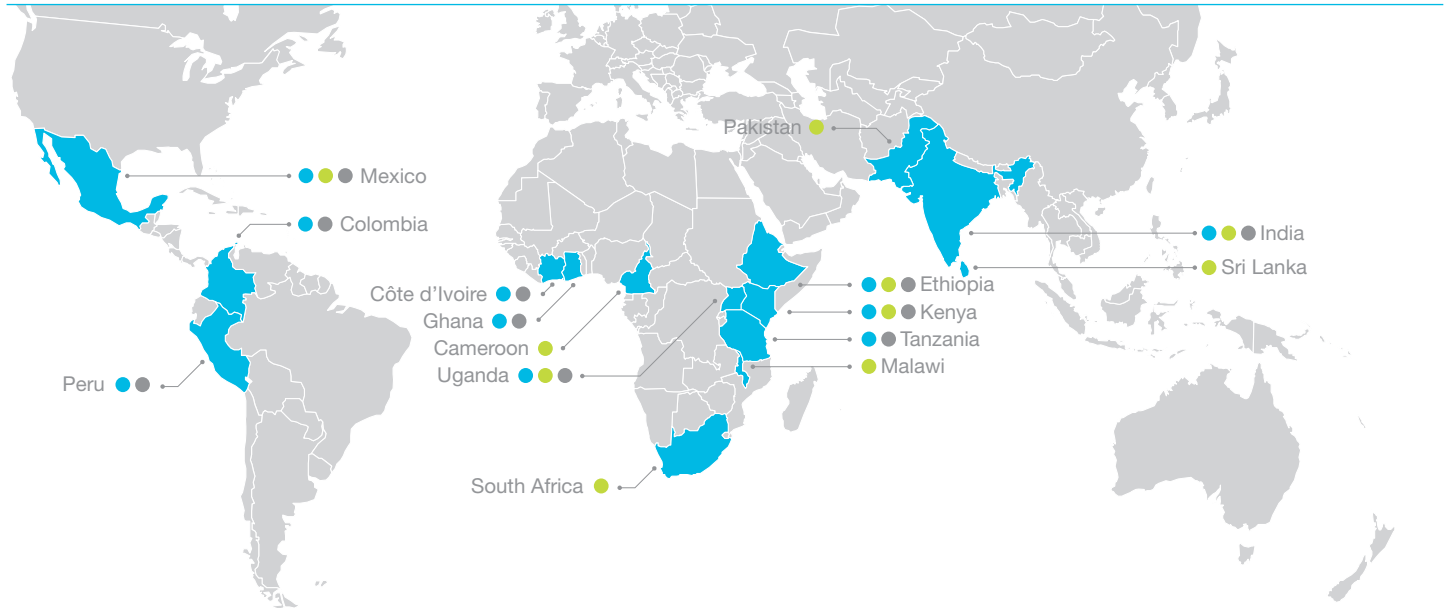 Pakistan
Mexico
Colombia
India
Sri Lanka
Ethiopia
Côte d’Ivoire
Kenya
Ghana
Tanzania
Cameroon
Malawi
Uganda
Peru
South Africa